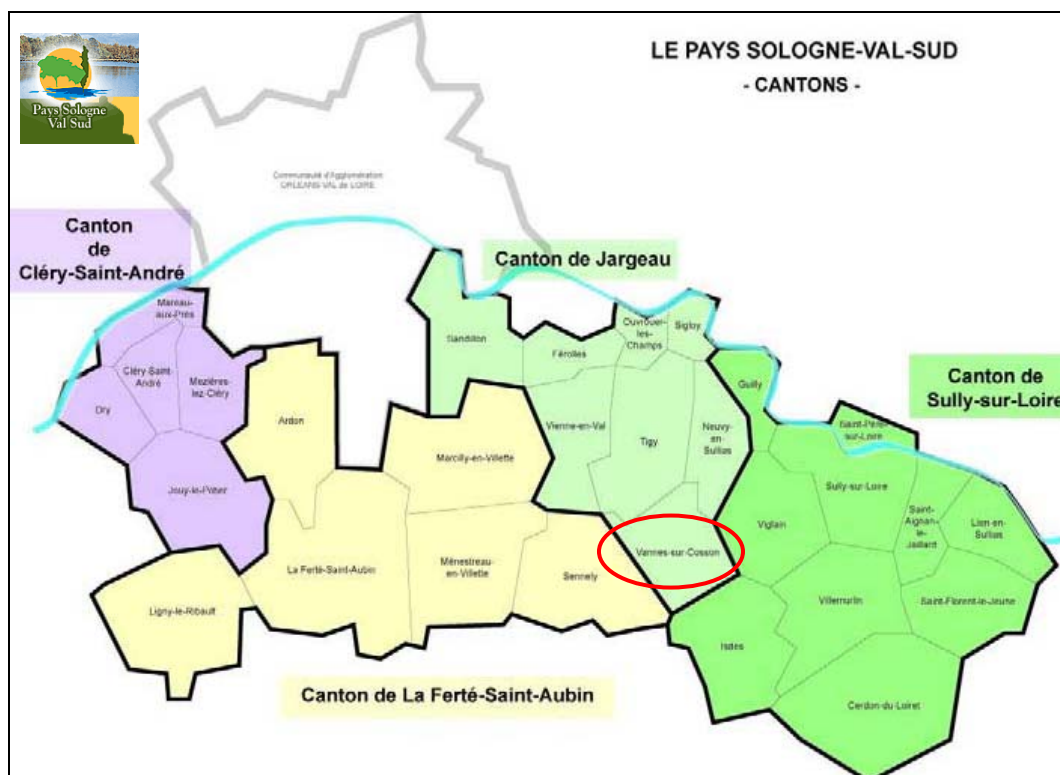 LE PAYS SOLOGNE-VAL-SUD
- CANTONS -
Pays Sologne
Val Sud
Communauté d'Agglomération
ORLEANS VAL de LOIRE
Canton
de
Cléry-Saint-André
Canton de Jargeau
Canton de
Sully-sur-Loire
Canton de La Ferté-Saint-Aubin
Mareau-
aux-Prés
Cléry-Saint-
André
Mézières-
lez-Cléry
Dry
Jouy-le-Potier
Ardon
Marcilly-en-Villette
La Ferté-Saint-Aubin
Ménestreau-
en-Villette
Sennely
Ligny-le-Ribault
Sandillon
Férolles
Ouvrouer-
les-
Champs
Sigloy
Vienne-en-Val
Tigy
Neuvy-
en-
Sullias
Vannes-sur-Cosson
Guilly
Saint-Père-
sur-Loire
Sully-sur-Loire
Viglain
Saint-
Aignan-
le-
Jaillard
Lion-en-
Sullias
Villemurlin
Saint-Florent-le-Jeune
Isdes
Cerdon-du-Loiret